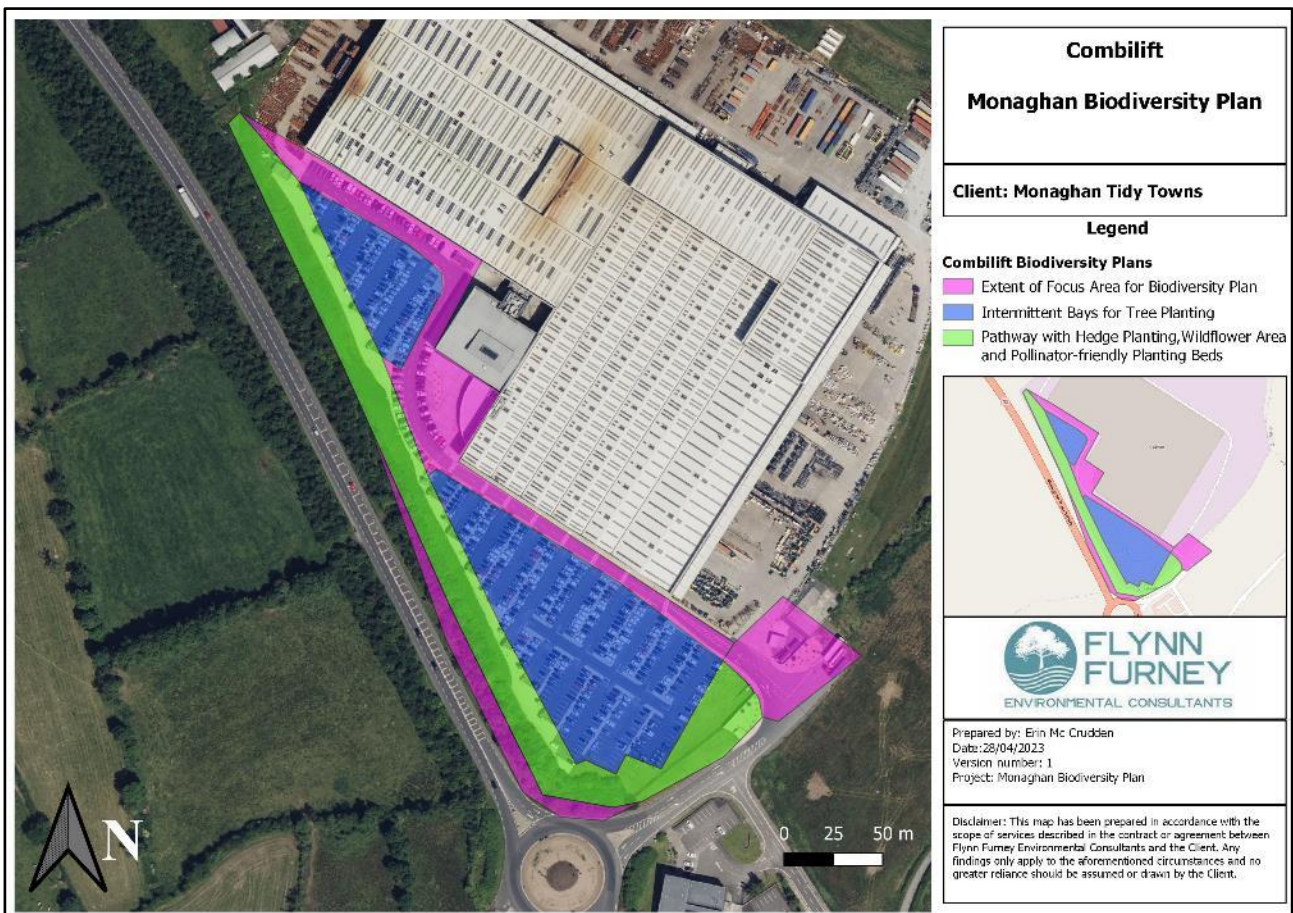 Combilift
Monaghan Biodiversity Plan
Client: Monaghan Tidy Towns
Legend
Combilift Biodiversity Plans
Extent of Focus Area for Biodiversity Plan
Intermittent Bays for Tree Planting
Pathway with Hedge Planting, Wildflower Area
and Pollinator-friendly Planting Beds
FLYNN
FURNEY
ENVIRONMENTAL CONSULTANTS
Prepared by: Erin Mc Crudden
Date:28/04/2023
Version number: 1
Project: Monaghan Biodiversity Plan
Disclaimer: This map has been prepared in accordance with the
scope of services described in the contract or agreement between
Flynn Furney Environmental Consultants and the Client. Any
findings only apply to the aforementioned circumstances and no
greater reliance should be assumed or drawn by the Client.
N
0 25 50 m